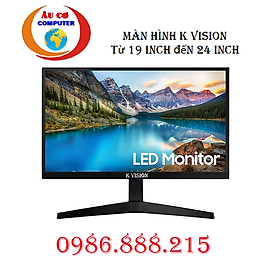 Âu cơ
COMPUTER
MÀN HÌNH K VISION
Từ 19 INCH đến 24 INCH
LED Monitor
K VISION
0986.888.215